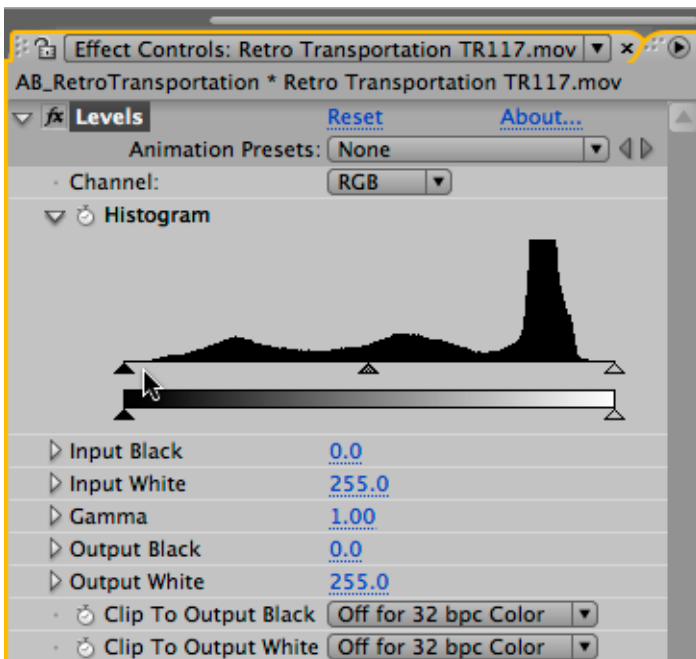 Effect Controls: Retro Transportation TR117.mov
AB_RetroTransportation * Retro Transportation TR117.mov
fx Levels Reset About...
Animation Presets: None
Channel: RGB
Histogram
Input Black 0.0
Input White 255.0
Gamma 1.00
Output Black 0.0
Output White 255.0
Clip To Output Black Off for 32 bpc Color
Clip To Output White Off for 32 bpc Color